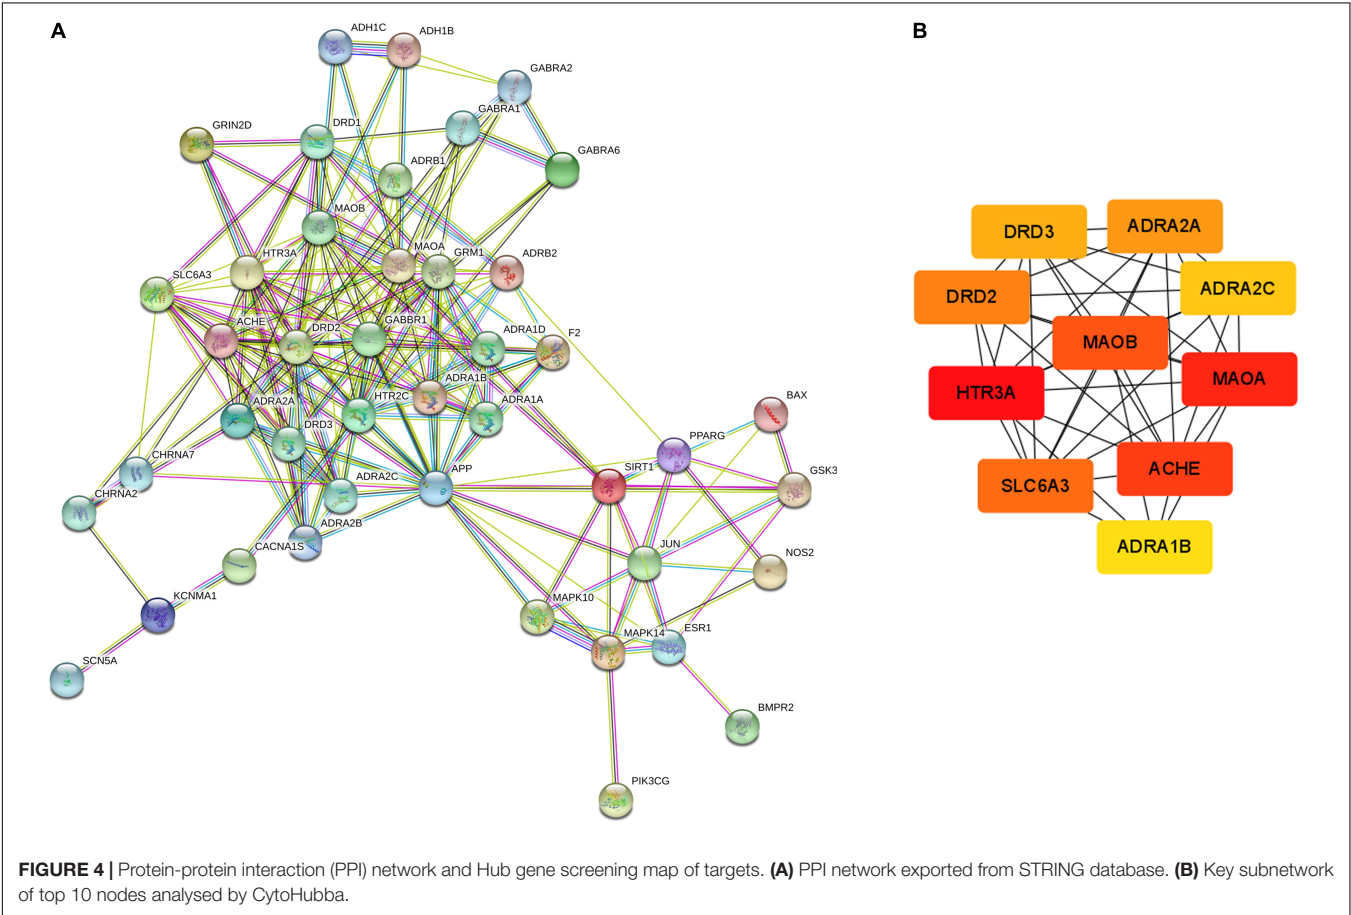 A
B
ADH1C
ADH1B
GABRA2
GABRA1
GRIN2D
DRD1
GABRA6
ADRB1
MAOB
MAOA
HTR3A
GRM1
ADRB2
SLC6A3
ACHE
DRD2
GABBR1
ADRA1D
F2
ADRA1B
HTR2C
ADRA1A
ADRA2A
DRD3
BAX
PPARG
CHRNA7
APP
SIRT1
GSK3
ADRA2C
CHRNA2
ADRA2B
CACNA1S
JUN
NOS2
KCNMA1
MAPK10
MAPK14
ESR1
SCN5A
BMPR2
PIK3CG
DRD3
ADRA2A
DRD2
ADRA2C
MAOB
HTR3A
MAOA
ACHE
SLC6A3
ADRA1B
FIGURE 4 | Protein-protein interaction (PPI) network and Hub gene screening map of targets. (A) PPI network exported from STRING database. (B) Key subnetwork
of top 10 nodes analysed by CytoHubba.